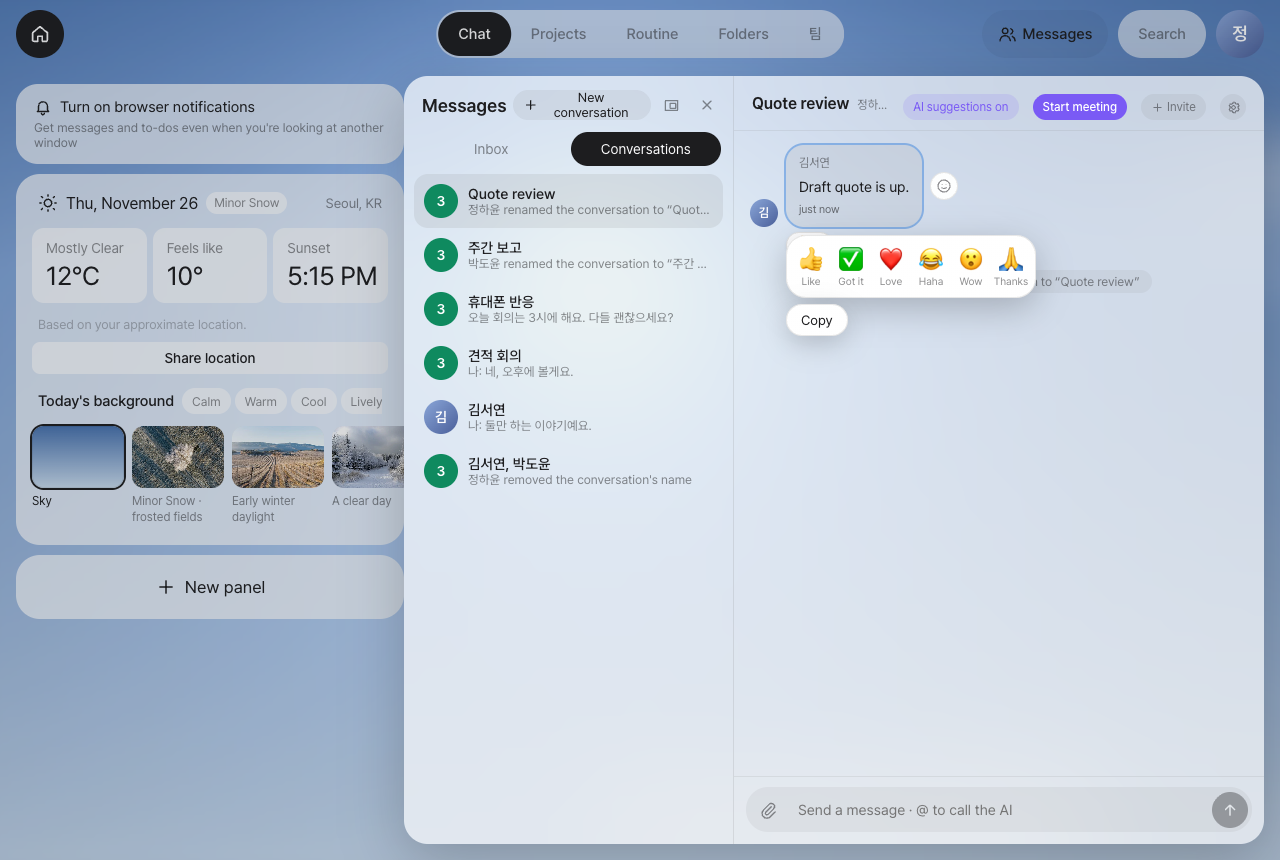 Chat
Projects
Routine
Folders
팀
Messages
Search
정
Turn on browser notifications
Get messages and to-dos even when you're looking at another
window
Thu, November 26
Minor Snow
Seoul, KR
Mostly Clear
12°C
Feels like
10°
Sunset
5:15 PM
Based on your approximate location.
Share location
Today's background
Calm
Warm
Cool
Lively
Sky
Minor Snow ·
frosted fields
Early winter
daylight
A clear day
New panel
Messages
New
conversation
Inbox
Conversations
3
Quote review
정하윤 renamed the conversation to “Quot...
3
주간 보고
박도윤 renamed the conversation to “주간 ...
3
휴대폰 반응
오늘 회의는 3시에 해요. 다들 괜찮으세요?
3
견적 회의
나: 네, 오후에 볼게요.
김
김서연
나: 둘만 하는 이야기예요.
3
김서연, 박도윤
정하윤 removed the conversation's name
Quote review
정하...
AI suggestions on
Start meeting
Invite
김서연
Draft quote is up.
just now
김
Like
Got it
Love
Haha
Wow
Thanks
to “Quote review”
Copy
Send a message · @ to call the AI